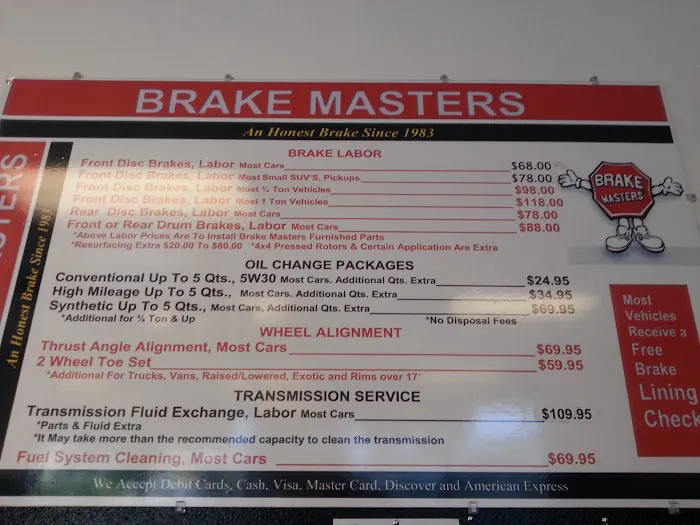 BRAKE MASTERS
An Honest Brake Since 1983
BRAKE LABOR
Front Disc Brakes, Labor Most Cars $68.00
Front Disc Brakes, Labor Most Small SUV'S, Pickups $78.00
Front Disc Brakes, Labor Most ¾ Ton Vehicles $98.00
Front Disc Brakes, Labor Most 1 Ton Vehicles $118.00
Rear Disc Brakes, Labor Most Cars $78.00
Front or Rear Drum Brakes, Labor Most Cars $88.00
*Above Labor Prices Are To Install Brake Masters Furnished Parts
*Resurfacing Extra $20.00 To $80.00 *4x4 Pressed Rotors & Certain Application Are Extra
BRAKE
MASTERS
OIL CHANGE PACKAGES
Conventional Up To 5 Qts., 5W30 Most Cars. Additional Qts. Extra $24.95
High Mileage Up To 5 Qts., Most Cars. Additional Qts. Extra $34.95
Synthetic Up To 5 Qts., Most Cars, Additional Qts. Extra $69.95
*Additional for ¾ Ton & Up *No Disposal Fees
WHEEL ALIGNMENT
Thrust Angle Alignment, Most Cars $69.95
2 Wheel Toe Set $59.95
*Additional For Trucks, Vans, Raised/Lowered, Exotic and Rims over 17"
TRANSMISSION SERVICE
Transmission Fluid Exchange, Labor Most Cars $109.95
*Parts & Fluid Extra
*It May take more than the recommended capacity to clean the transmission
Fuel System Cleaning, Most Cars $69.95
We Accept Debit Cards, Cash, Visa, Master Card, Discover and American Express
Most
Vehicles
Receive a
Free
Brake
Lining
Check
STERS
An Honest Brake Since 1983